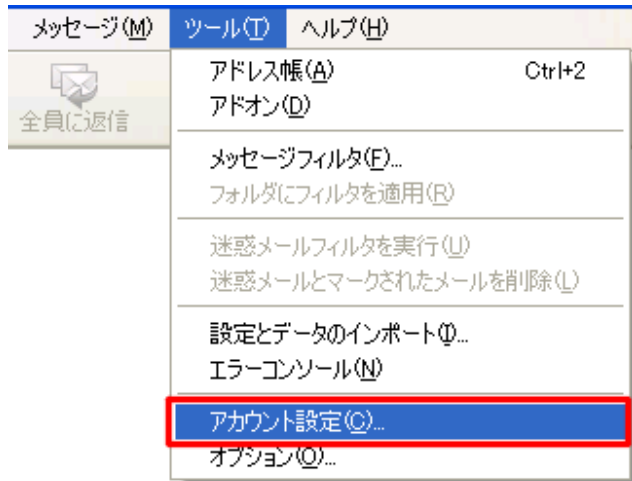 メッセージ(M) ツール(T) ヘルプ(H)
全員に返信
アドレス帳(A) Ctrl+2
アドオン(D)
メッセージフィルタ(F)...
フォルダにフィルタを適用(R)
迷惑メールフィルタを実行(U)
迷惑メールとマークされたメールを削除(L)
設定とデータのインポート(I)...
エラーコンソール(N)
アカウント設定(C)...
オプション(O)...